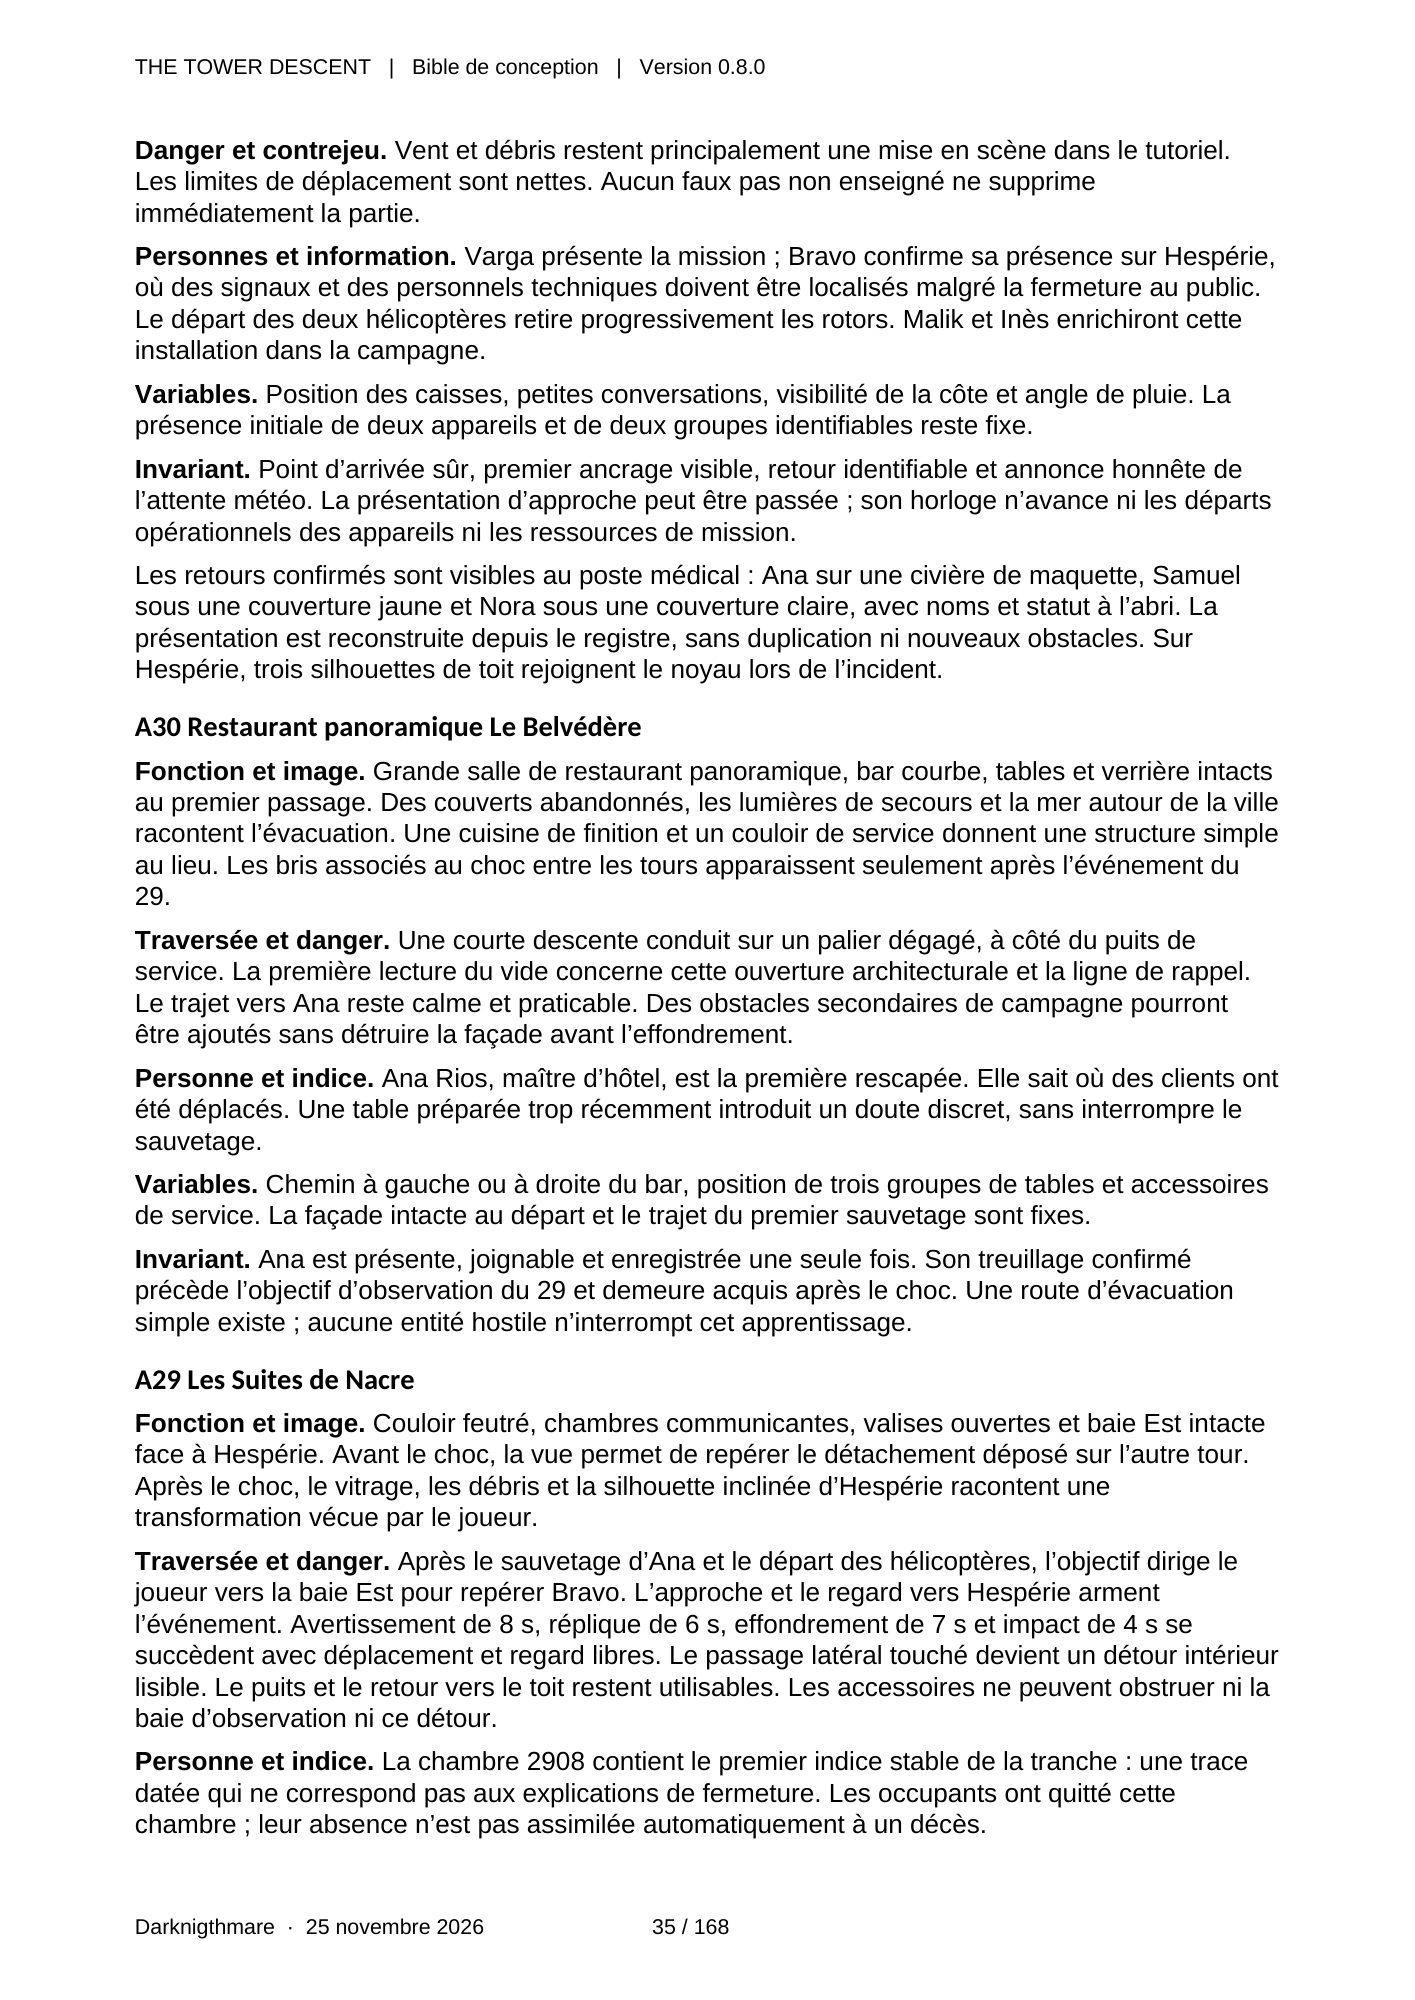 THE TOWER DESCENT | Bible de conception | Version 0.8.0
Danger et contrejeu. Vent et débris restent principalement une mise en scène dans le tutoriel.
Les limites de déplacement sont nettes. Aucun faux pas non enseigné ne supprime
immédiatement la partie.
Personnes et information. Varga présente la mission ; Bravo confirme sa présence sur Hespérie,
où des signaux et des personnels techniques doivent être localisés malgré la fermeture au public.
Le départ des deux hélicoptères retire progressivement les rotors. Malik et Inès enrichiront cette
installation dans la campagne.
Variables. Position des caisses, petites conversations, visibilité de la côte et angle de pluie. La
présence initiale de deux appareils et de deux groupes identifiables reste fixe.
Invariant. Point d’arrivée sûr, premier ancrage visible, retour identifiable et annonce honnête de
l’attente météo. La présentation d’approche peut être passée ; son horloge n’avance ni les départs
opérationnels des appareils ni les ressources de mission.
Les retours confirmés sont visibles au poste médical : Ana sur une civière de maquette, Samuel
sous une couverture jaune et Nora sous une couverture claire, avec noms et statut à l’abri. La
présentation est reconstruite depuis le registre, sans duplication ni nouveaux obstacles. Sur
Hespérie, trois silhouettes de toit rejoignent le noyau lors de l’incident.
A30 Restaurant panoramique Le Belvédère
Fonction et image. Grande salle de restaurant panoramique, bar courbe, tables et verrière intacts
au premier passage. Des couverts abandonnés, les lumières de secours et la mer autour de la ville
racontent l’évacuation. Une cuisine de finition et un couloir de service donnent une structure simple
au lieu. Les bris associés au choc entre les tours apparaissent seulement après l’événement du
29.
Traversée et danger. Une courte descente conduit sur un palier dégagé, à côté du puits de
service. La première lecture du vide concerne cette ouverture architecturale et la ligne de rappel.
Le trajet vers Ana reste calme et praticable. Des obstacles secondaires de campagne pourront
être ajoutés sans détruire la façade avant l’effondrement.
Personne et indice. Ana Rios, maître d’hôtel, est la première rescapée. Elle sait où des clients ont
été déplacés. Une table préparée trop récemment introduit un doute discret, sans interrompre le
sauvetage.
Variables. Chemin à gauche ou à droite du bar, position de trois groupes de tables et accessoires
de service. La façade intacte au départ et le trajet du premier sauvetage sont fixes.
Invariant. Ana est présente, joignable et enregistrée une seule fois. Son treuillage confirmé
précède l’objectif d’observation du 29 et demeure acquis après le choc. Une route d’évacuation
simple existe ; aucune entité hostile n’interrompt cet apprentissage.
A29 Les Suites de Nacre
Fonction et image. Couloir feutré, chambres communicantes, valises ouvertes et baie Est intacte
face à Hespérie. Avant le choc, la vue permet de repérer le détachement déposé sur l’autre tour.
Après le choc, le vitrage, les débris et la silhouette inclinée d’Hespérie racontent une
transformation vécue par le joueur.
Traversée et danger. Après le sauvetage d’Ana et le départ des hélicoptères, l’objectif dirige le
joueur vers la baie Est pour repérer Bravo. L’approche et le regard vers Hespérie arment
l’événement. Avertissement de 8 s, réplique de 6 s, effondrement de 7 s et impact de 4 s se
succèdent avec déplacement et regard libres. Le passage latéral touché devient un détour intérieur
lisible. Le puits et le retour vers le toit restent utilisables. Les accessoires ne peuvent obstruer ni la
baie d’observation ni ce détour.
Personne et indice. La chambre 2908 contient le premier indice stable de la tranche : une trace
datée qui ne correspond pas aux explications de fermeture. Les occupants ont quitté cette
chambre ; leur absence n’est pas assimilée automatiquement à un décès.
Darknigthmare · 25 novembre 2026 35 / 168